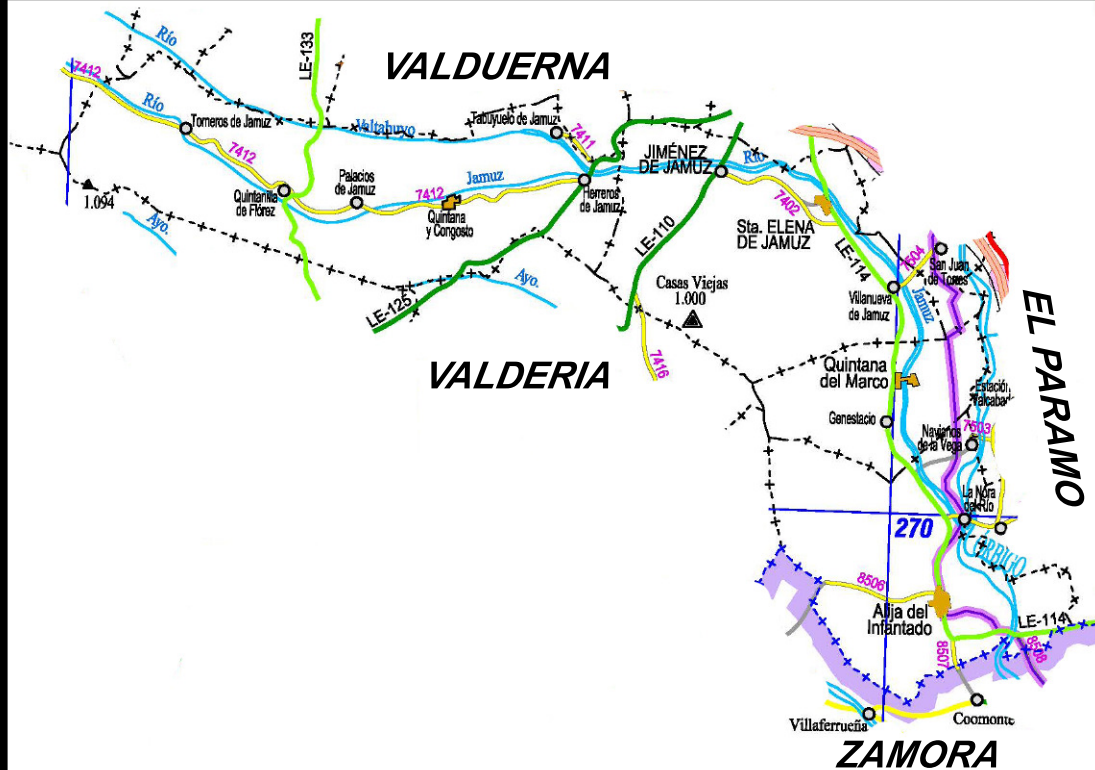 Río
LE-133
VALDUERNA
7412
Río
Torneros de Jamuz
Valtabuyo
Tabuyuelo de Jamuz
7411
7412
JIMÉNEZ
DE JAMUZ
Río
Palacios
de Jamuz
7412
Jamuz
Quintanilla
de Flórez
Quintana
y Congosto
Herreros
de Jamuz
7402
1.094
Ayo.
Sta. ELENA
DE JAMUZ
LE-110
LE-114
7504
San Juan
de Torres
Ayo.
LE-125
Casas Viejas
1.000
Villanueva
de Jamuz
Jamuz
EL PARAMO
VALDERIA
7416
Quintana
del Marco
Estación
Valcabar
Genestacio
Navianos
de la Vega
7503
La Nora
del Río
270
ÓRBIGO
8506
Alija del
Infantado
LE-114
8507
8508
Villaferrueña
Coomonte
ZAMORA